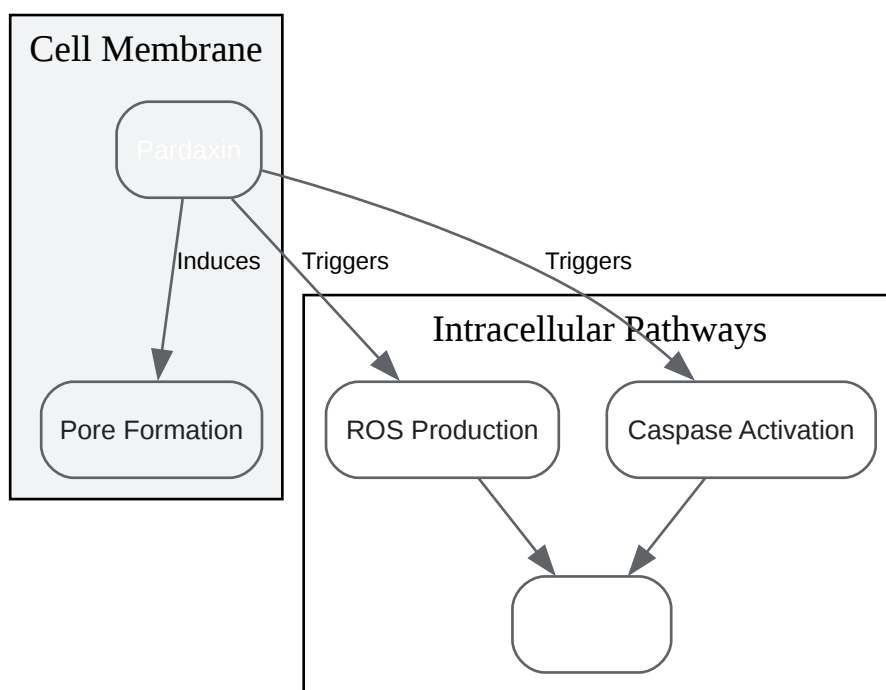 Cell Membrane
Pardaxin
Induces
Triggers
Triggers
Intracellular Pathways
Pore Formation
ROS Production
Caspase Activation